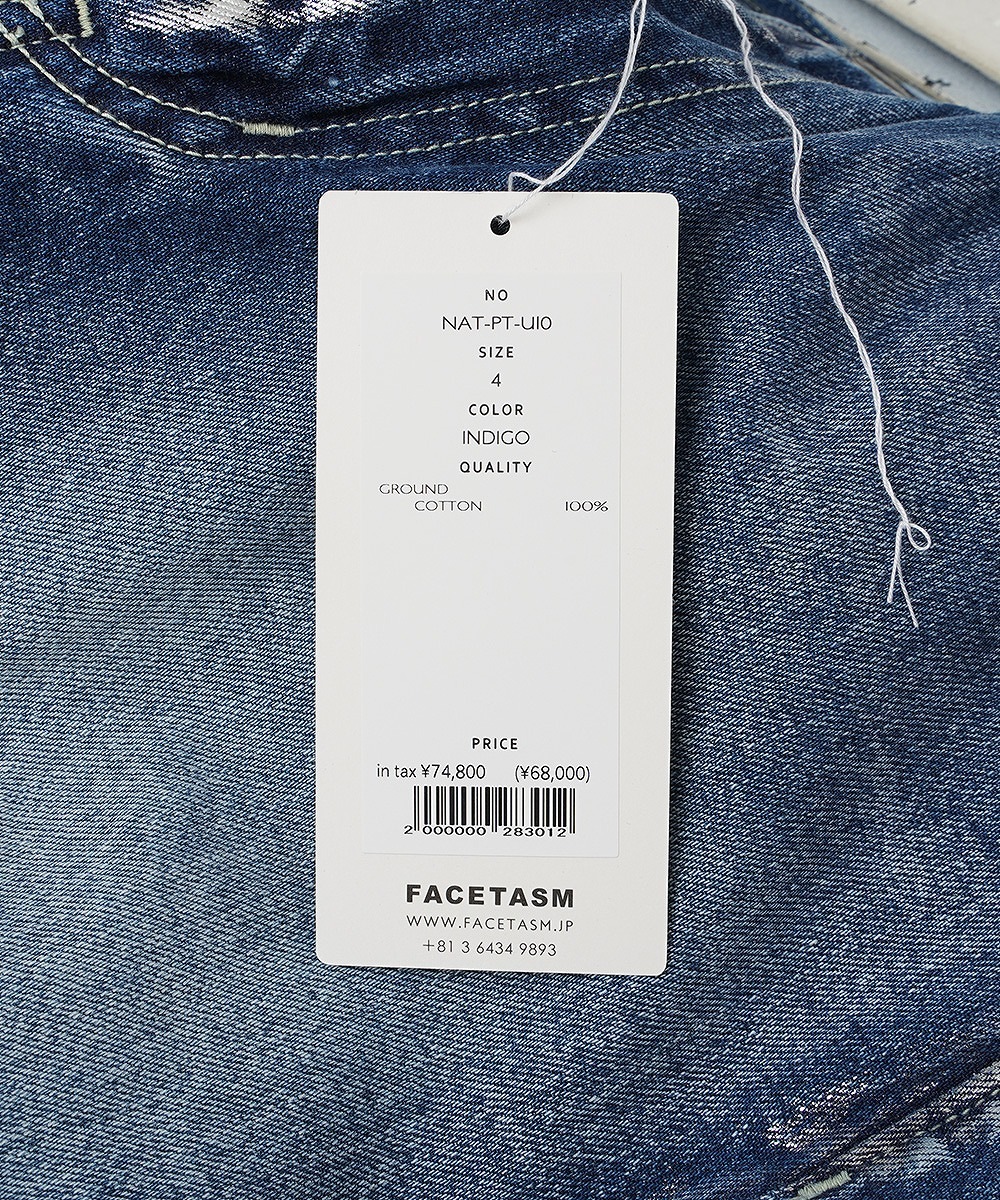 NO
NAT-PT-U10
SIZE
4
COLOR
INDIGO
QUALITY
GROUND
COTTON 100%
PRICE
in tax ¥74,800 (¥68,000)
2 000000 283012
FACETASM
WWW.FACETASM.JP
+81 3 6434 9893